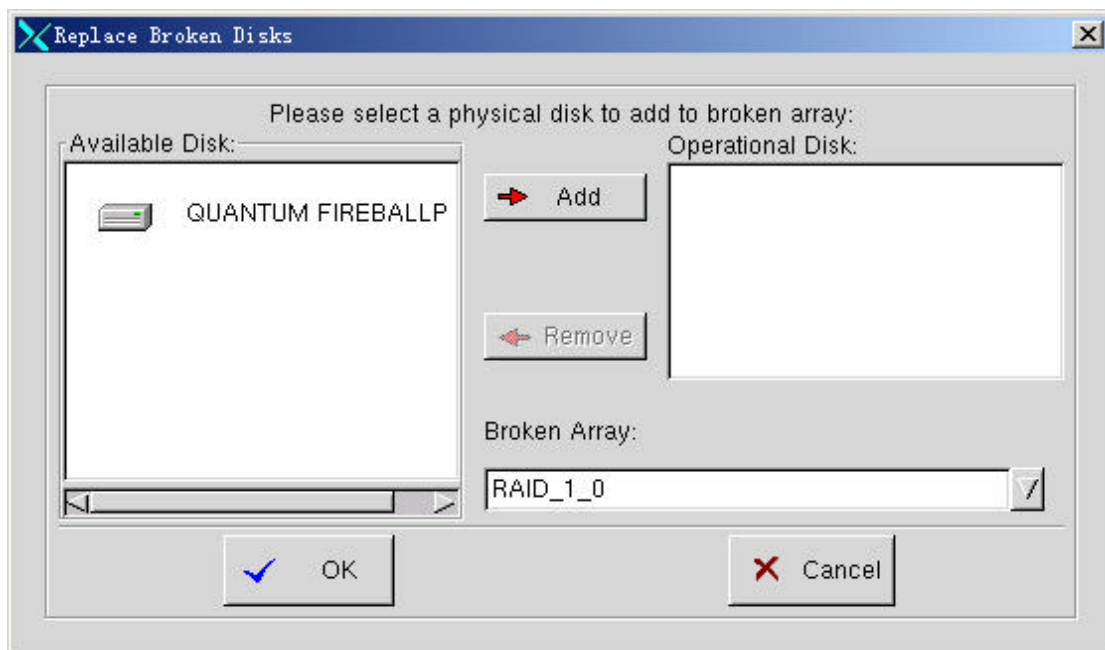 Replace Broken Disks
Please select a physical disk to add to broken array:
Available Disk:
Operational Disk:
QUANTUM FIREBALLP
Add
Remove
Broken Array:
RAID_1_0
OK
Cancel